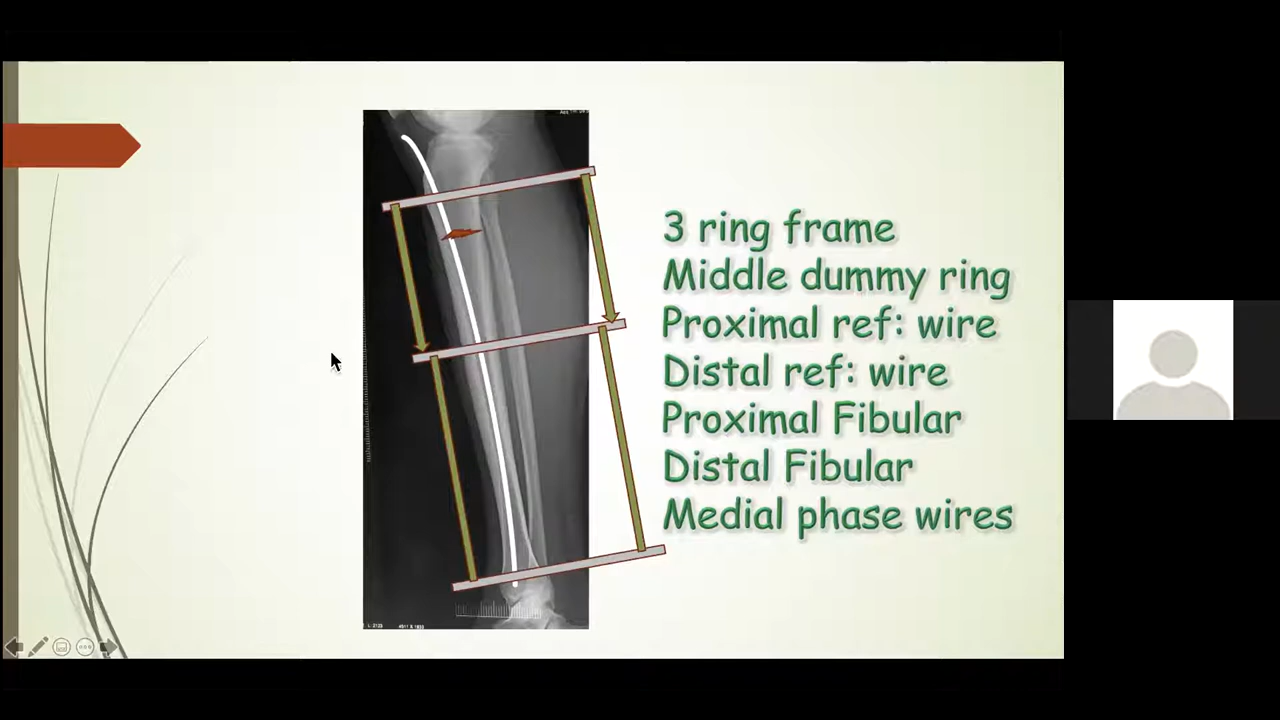 3 ring frame
Middle dummy ring
Proximal ref: wire
Distal ref: wire
Proximal Fibular
Distal Fibular
Medial phase wires